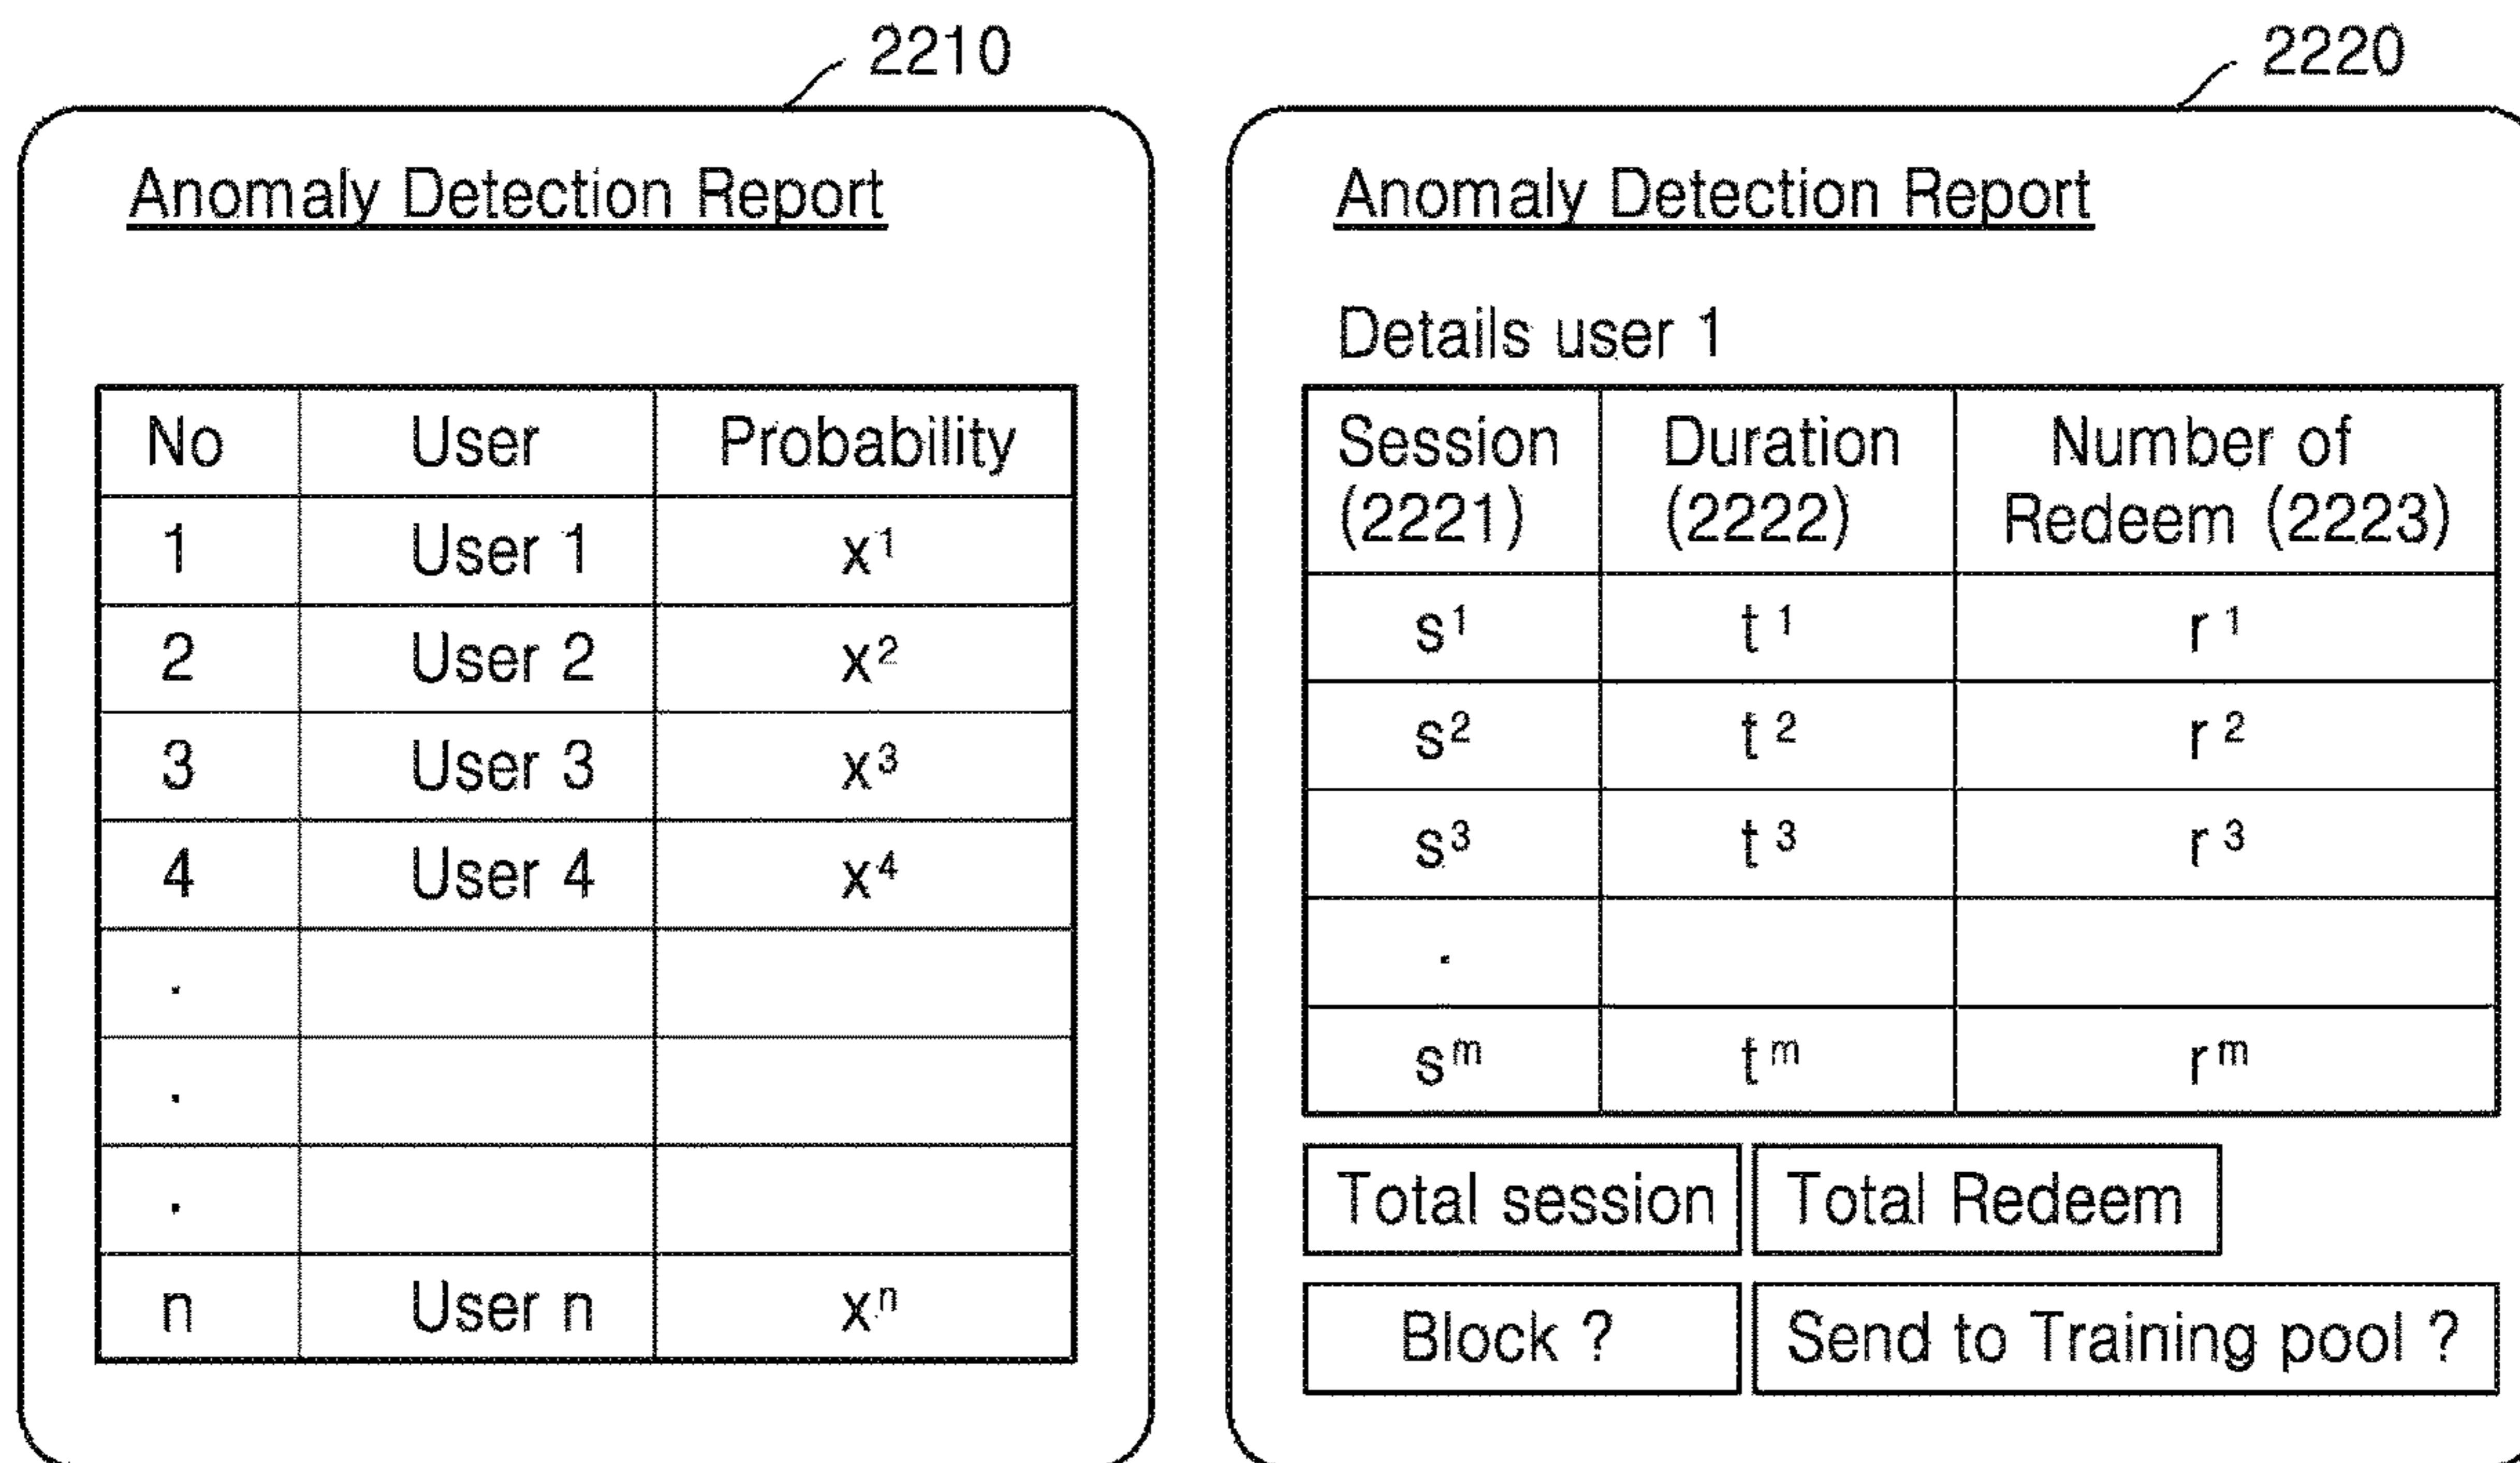 2210
Anomaly Detection Report
No User Probability
1 User 1 x¹
2 User 2 x²
3 User 3 x³
4 User 4 x⁴
.
.
.
n User n xⁿ
2220
Anomaly Detection Report
Details user 1
Session Duration Number of
(2221) (2222) Redeem (2223)
s¹ t¹ r¹
s² t² r²
s³ t³ r³
.
sᵐ tᵐ rᵐ
Total session Total Redeem
Block ? Send to Training pool ?